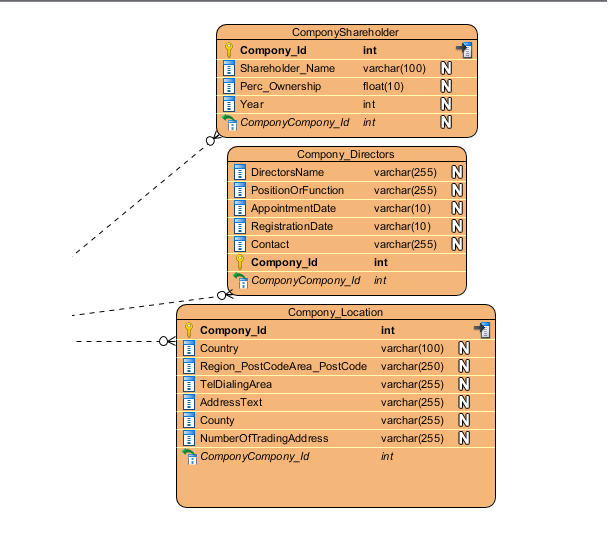 ComponyShareholder
Compony_Id int
Shareholder_Name varchar(100) N
Perc_Ownership float(10) N
Year int N
ComponyCompony_Id int N
Compony_Directors
DirectorsName varchar(255) N
PositionOrFunction varchar(255) N
AppointmentDate varchar(10) N
RegistrationDate varchar(10) N
Contact varchar(255) N
Compony_Id int
ComponyCompony_Id int
Compony_Location
Compony_Id int
Country varchar(100) N
Region_PostCodeArea_PostCode varchar(250) N
TelDialingArea varchar(255) N
AddressText varchar(255) N
County varchar(255) N
NumberOfTradingAddress varchar(255) N
ComponyCompony_Id int